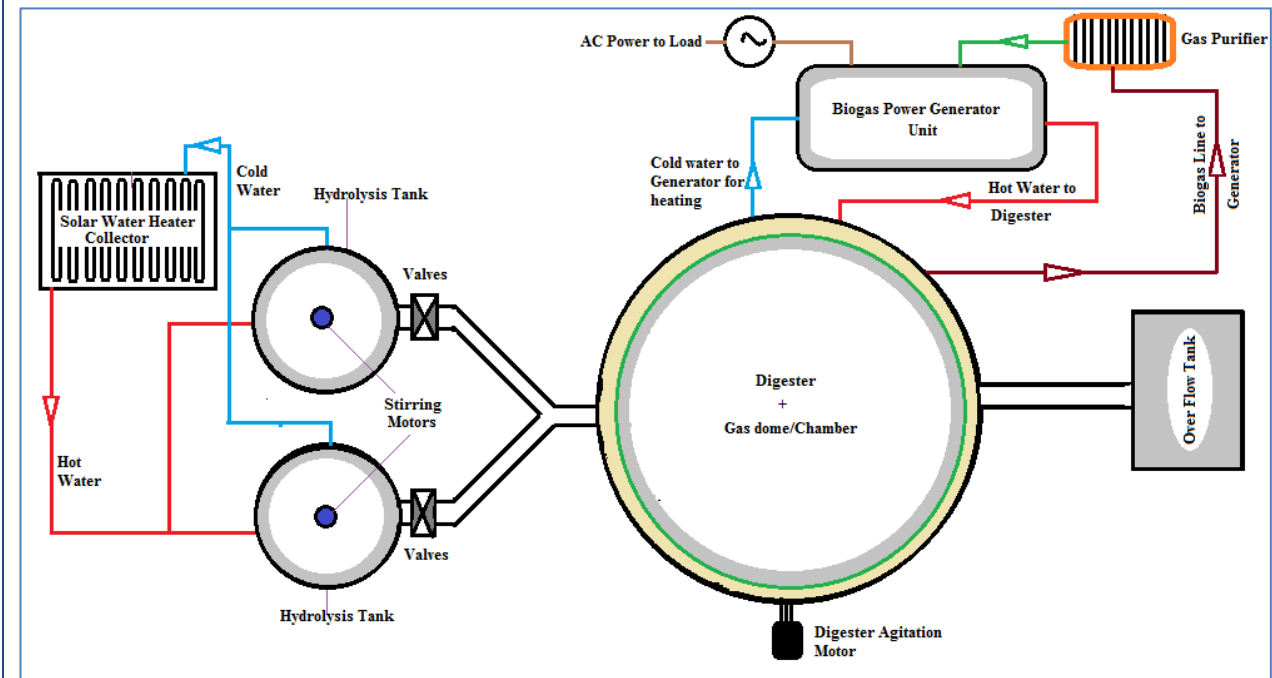 AC Power to Load
Gas Purifier
Biogas Power Generator
Unit
Biogas Line to
Generator
Cold
Water
Cold water to
Generator for
heating
Hot Water to
Digester
Hydrolysis Tank
Solar Water Heater
Collector
Valves
Digester
+
Gas dome/Chamber
Stirring
Motors
Over Flow Tank
Hot
Water
Valves
Hydrolysis Tank
Digester Agitation
Motor